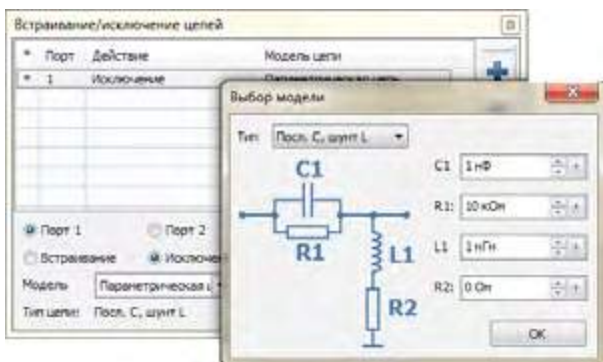 Встраивание/исключение цепей
* Порт Действие Модель цепи
* 1 Исключение Параметрическая цепь
Порт 1 Порт 2
Встраивание Исключен
Модель Параметрическая ц
Тип цепи: Посл. C, шунт L
Выбор модели
Тип: Посл. C, шунт L
C1
R1
L1
R2
C1 1 нФ
R1: 10 кОм
L1 1 нГн
R2: 0 Ом
OK